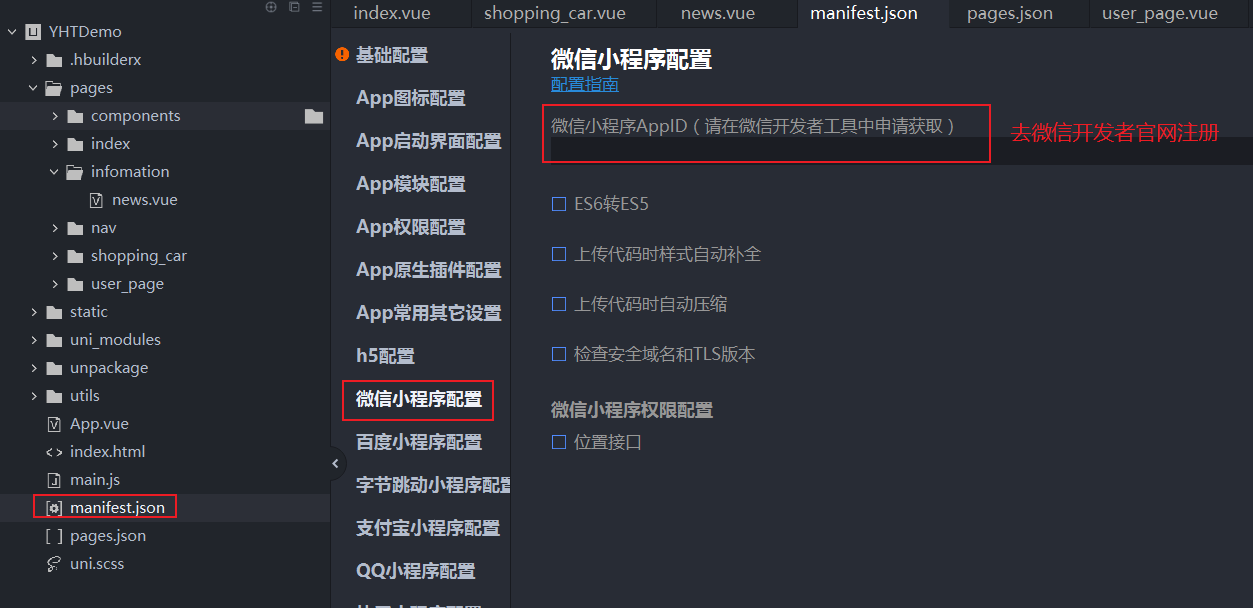 YHTDemo
.hbuilderx
pages
components
index
infomation
news.vue
nav
shopping_car
user_page
static
uni_modules
unpackage
utils
App.vue
index.html
main.js
manifest.json
pages.json
uni.scss
index.vue
shopping_car.vue
news.vue
manifest.json
pages.json
user_page.vue
基础配置
App图标配置
App启动界面配置
App模块配置
App权限配置
App原生插件配置
App常用其它设置
h5配置
微信小程序配置
百度小程序配置
字节跳动小程序配置
支付宝小程序配置
QQ小程序配置
微信小程序配置
配置指南
微信小程序AppID（请在微信开发者工具中申请获取）
去微信开发者官网注册
ES6转ES5
上传代码时样式自动补全
上传代码时自动压缩
检查安全域名和TLS版本
微信小程序权限配置
位置接口